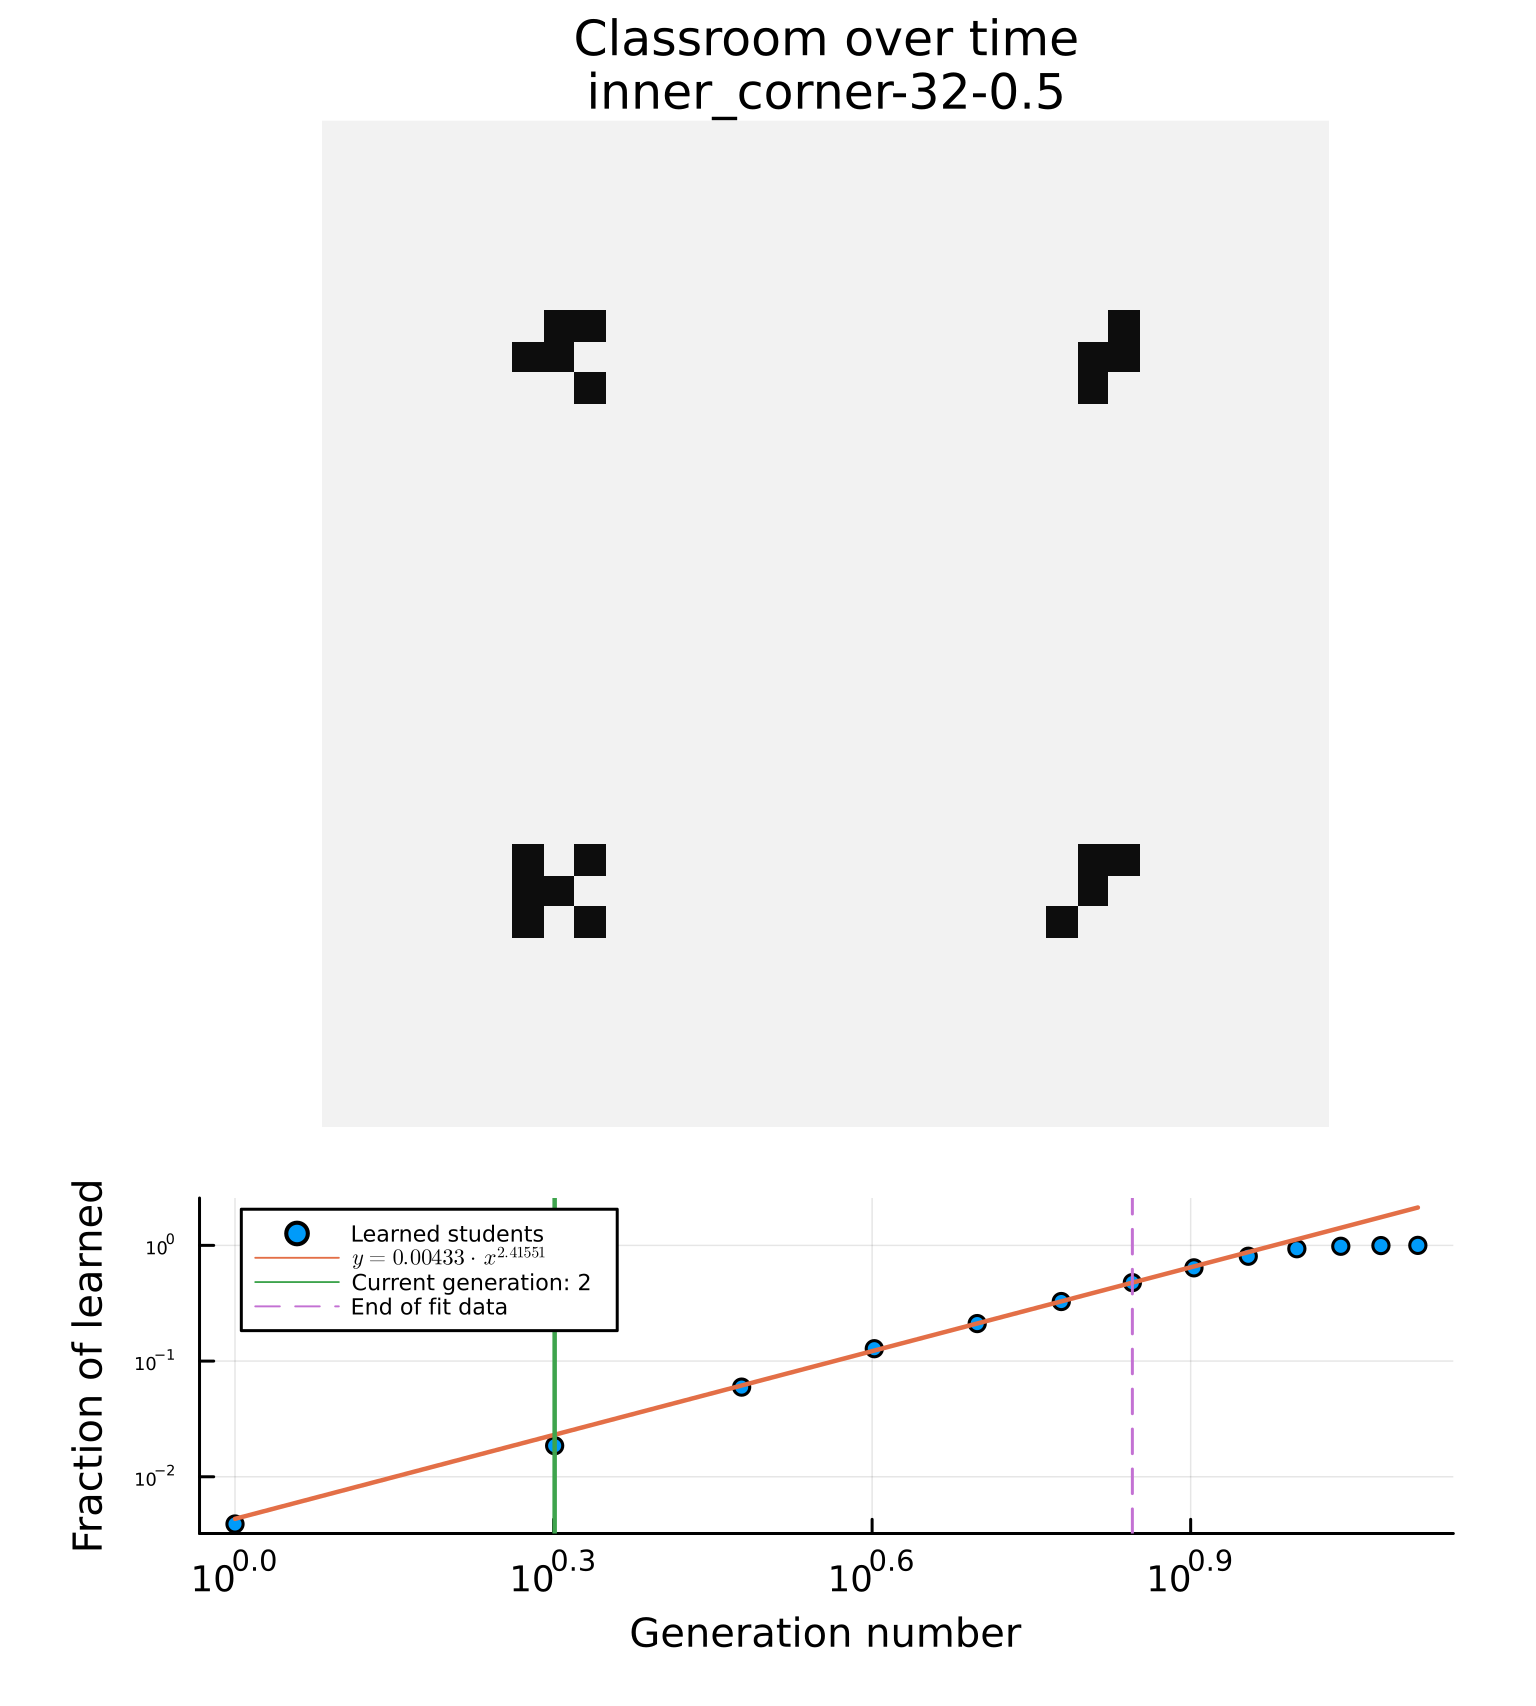 Classroom over time
inner_corner-32-0.5
Fraction of learned
10^0
10^-1
10^-2
Learned students
y = 0.00433 · x^2.41551
Current generation: 2
End of fit data
10^0.0 10^0.3 10^0.6 10^0.9
Generation number